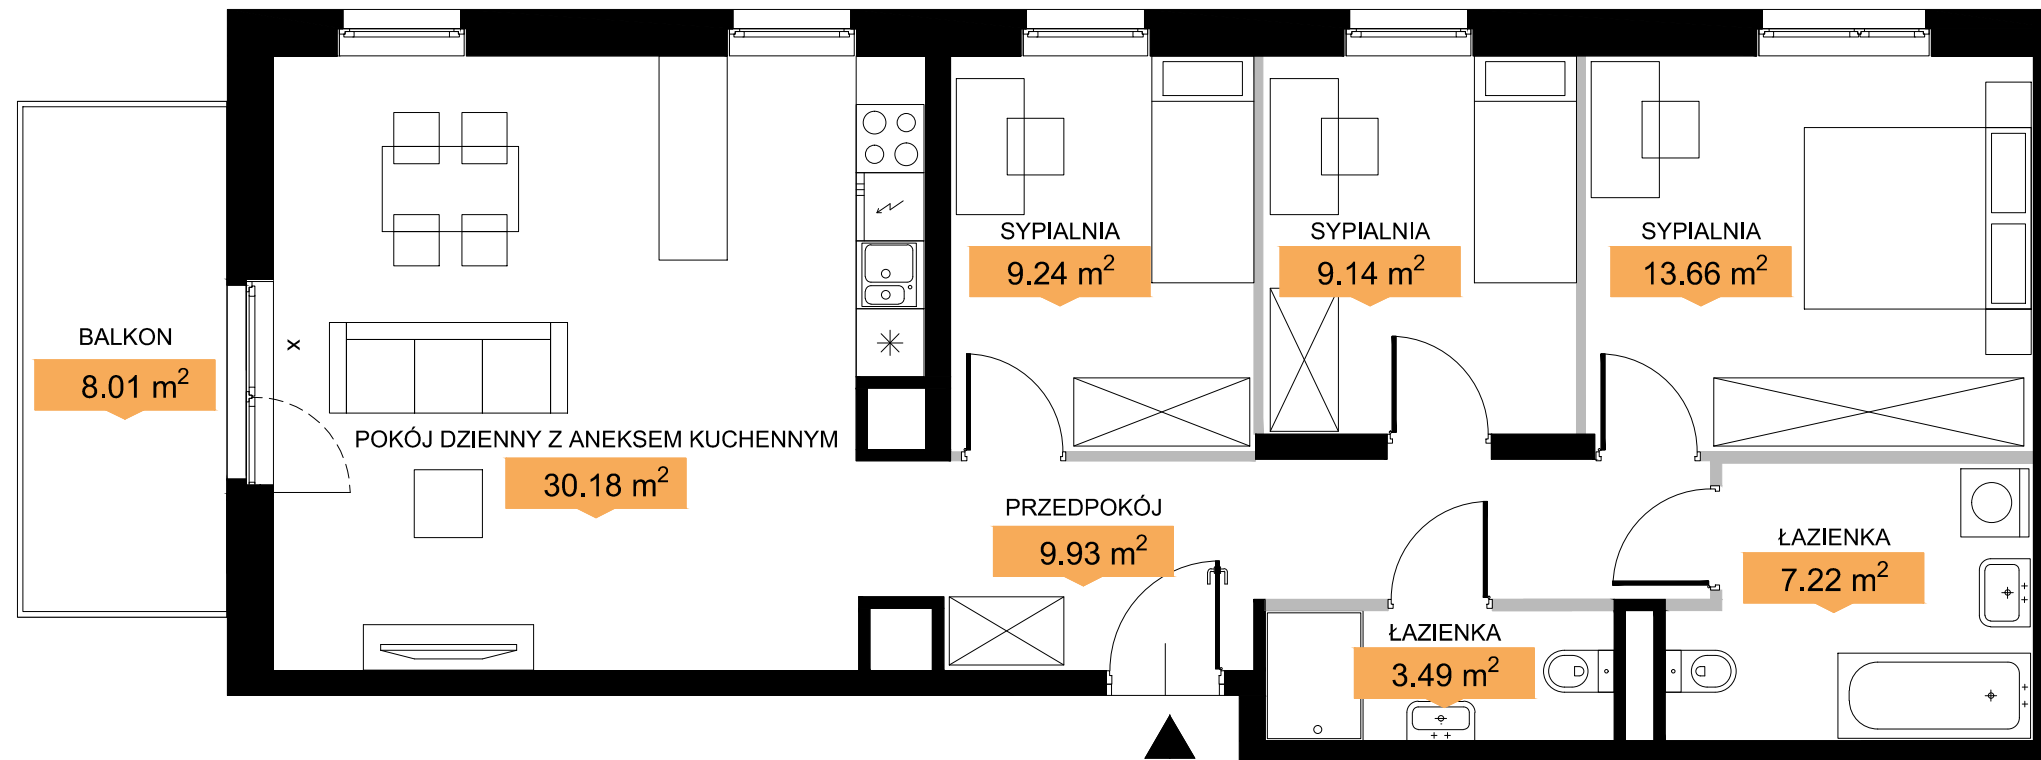 SYPIALNIA
9.24 m²
SYPIALNIA
9.14 m²
SYPIALNIA
13.66 m²
BALKON
8.01 m²
x
POKÓJ DZIENNY Z ANEKSEM KUCHENNYM
30.18 m²
PRZEDPOKÓJ
9.93 m²
ŁAZIENKA
7.22 m²
ŁAZIENKA
3.49 m²